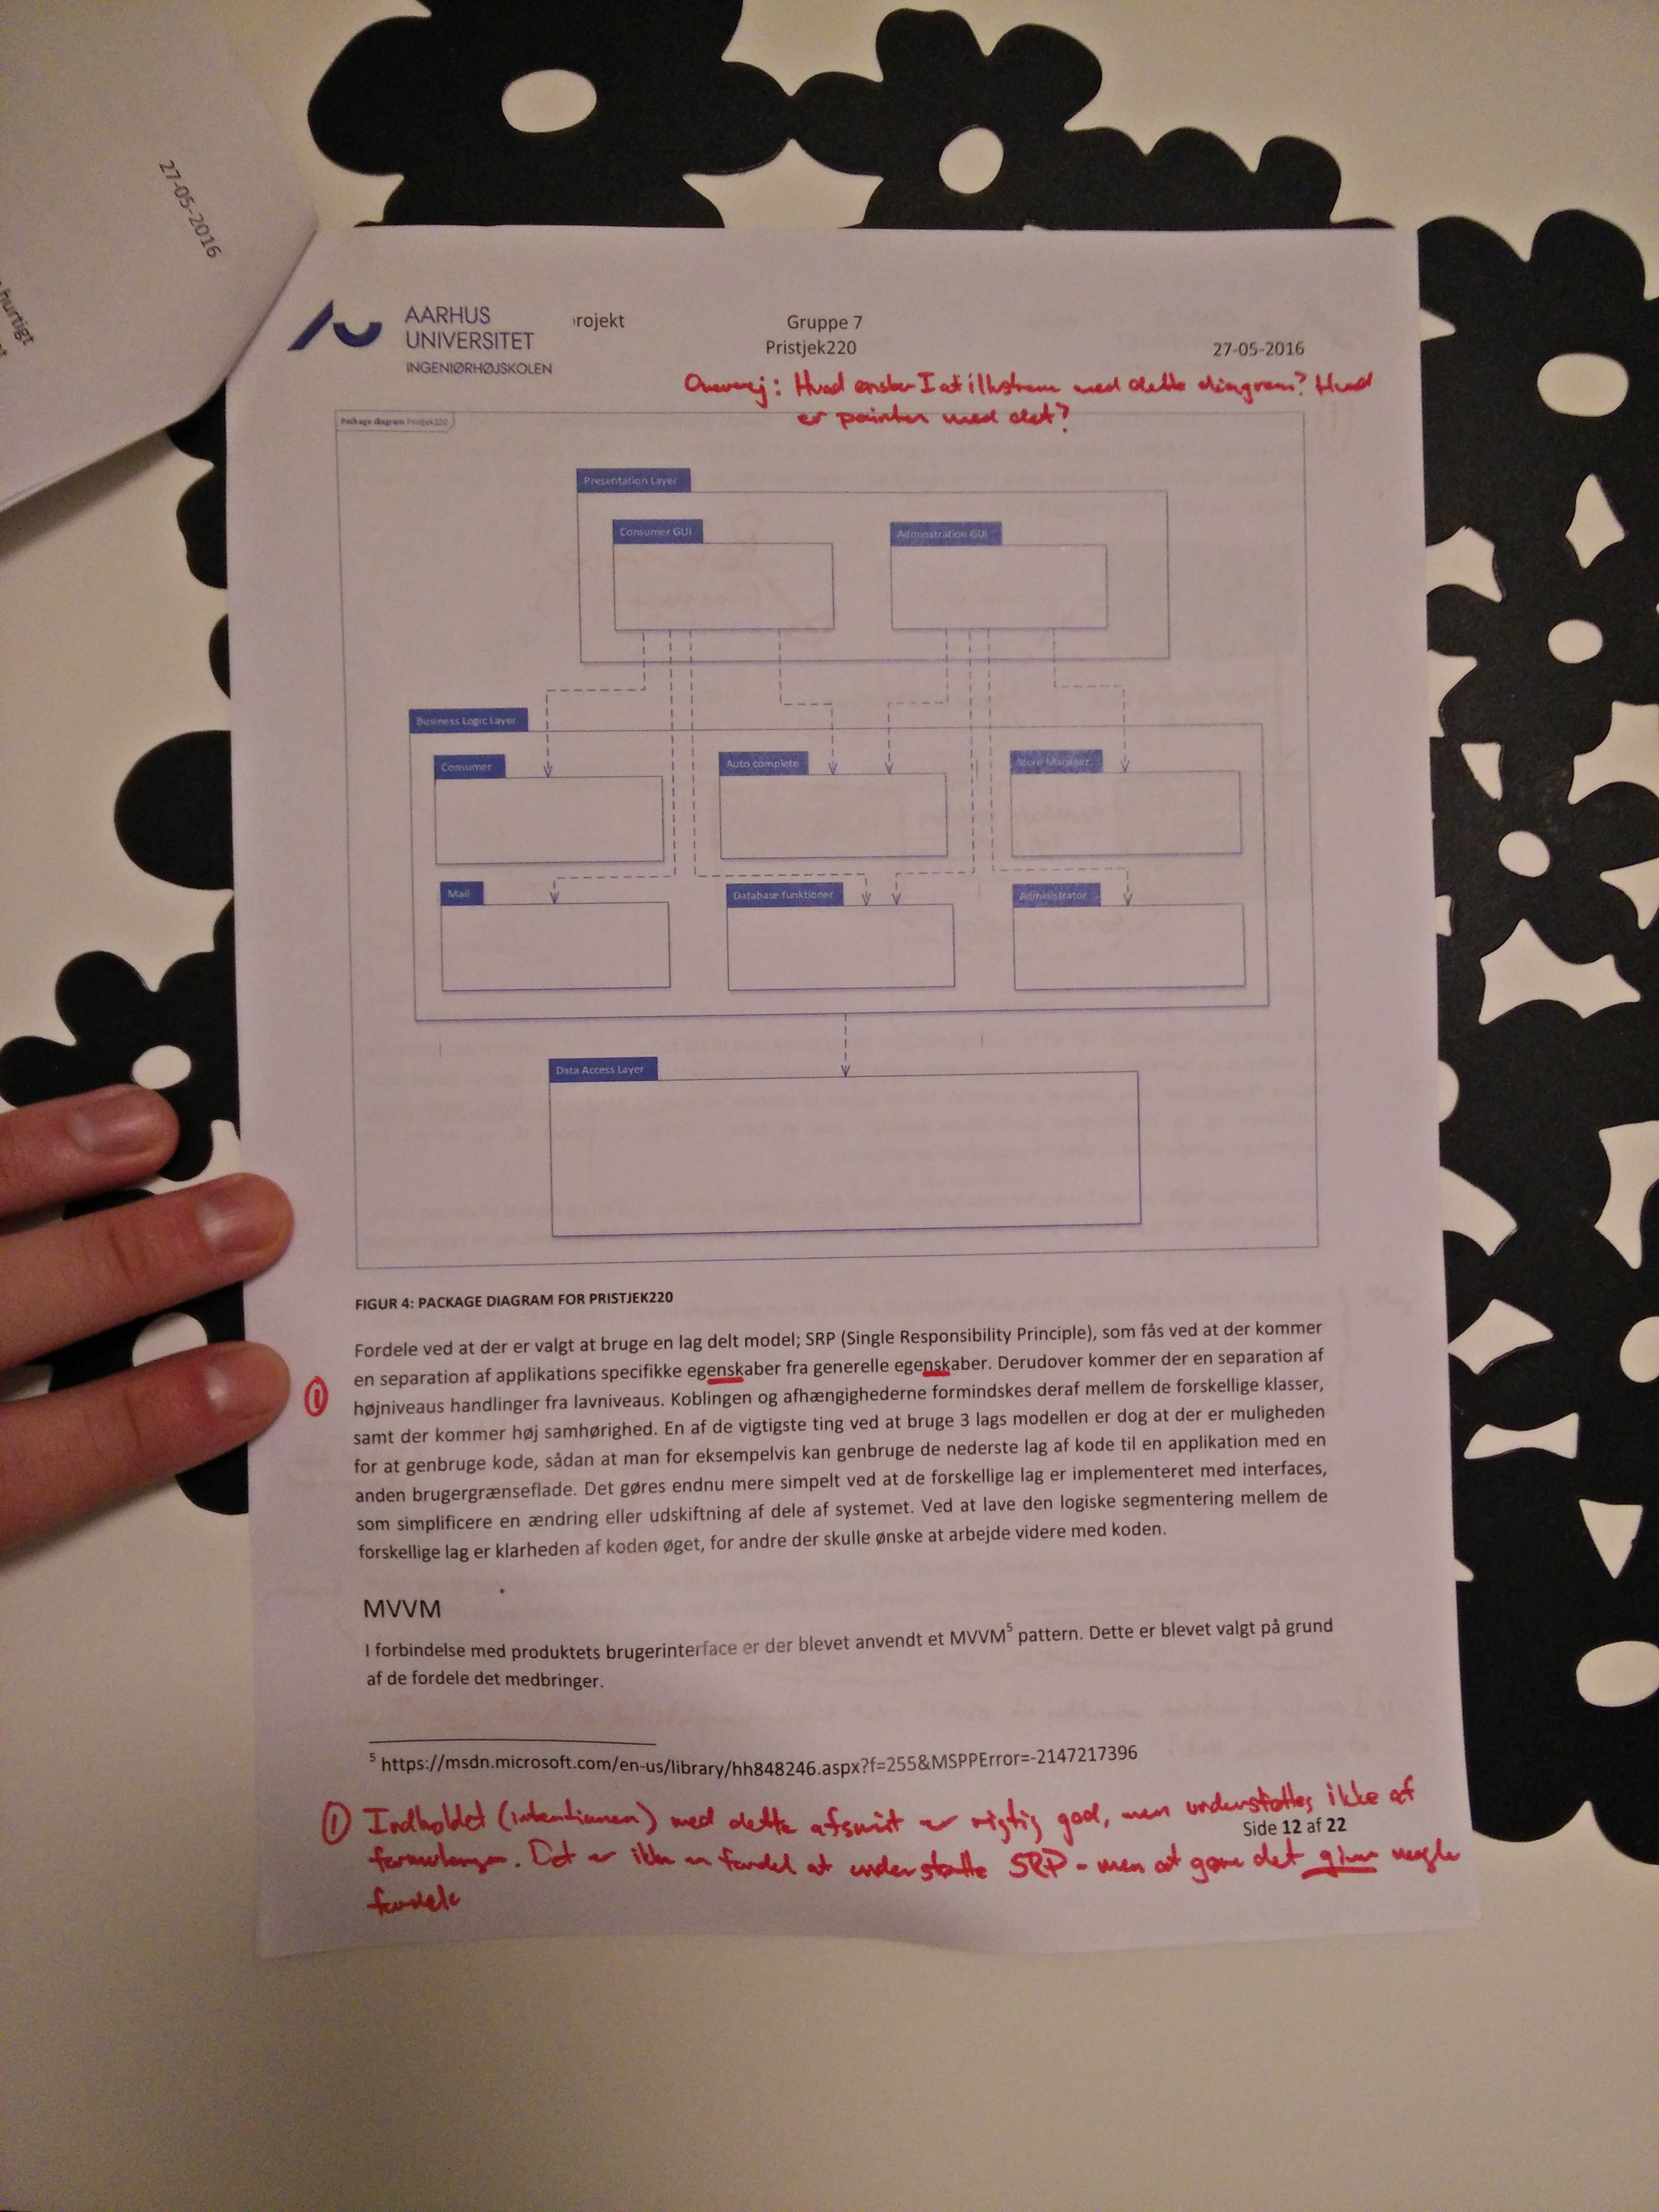 27-05-2016
hurtigt
AARHUS
UNIVERSITET
INGENIØRHØJSKOLEN
rojekt
Gruppe 7
Pristjek220
27-05-2016
Overvej: Hvad ønsker I at illustrere med dette diagram? Hvad
er pointen med det?
Package diagram Pristjek220
Presentation Layer
Consumer GUI
Adminstration GUI
Business Logic Layer
Consumer
Auto complete
Store Manager
Mail
Database funktioner
Administrator
Data Access Layer
FIGUR 4: PACKAGE DIAGRAM FOR PRISTJEK220
Fordele ved at der er valgt at bruge en lag delt model; SRP (Single Responsibility Principle), som fås ved at der kommer
en separation af applikations specifikke egenskaber fra generelle egenskaber. Derudover kommer der en separation af
① højniveaus handlinger fra lavniveaus. Koblingen og afhængighederne formindskes deraf mellem de forskellige klasser,
samt der kommer høj samhørighed. En af de vigtigste ting ved at bruge 3 lags modellen er dog at der er muligheden
for at genbruge kode, sådan at man for eksempelvis kan genbruge de nederste lag af kode til en applikation med en
anden brugergrænseflade. Det gøres endnu mere simpelt ved at de forskellige lag er implementeret med interfaces,
som simplificere en ændring eller udskiftning af dele af systemet. Ved at lave den logiske segmentering mellem de
forskellige lag er klarheden af koden øget, for andre der skulle ønske at arbejde videre med koden.
MVVM
I forbindelse med produktets brugerinterface er der blevet anvendt et MVVM⁵ pattern. Dette er blevet valgt på grund
af de fordele det medbringer.
⁵ https://msdn.microsoft.com/en-us/library/hh848246.aspx?f=255&MSPPError=-2147217396
① Indholdet (intentionen) med dette afsnit er rigtig god, men understøttes ikke af
Side 12 af 22
formuleringen. Det er ikke en fordel at understøtte SRP - men at gøre det giver nogle
fordele